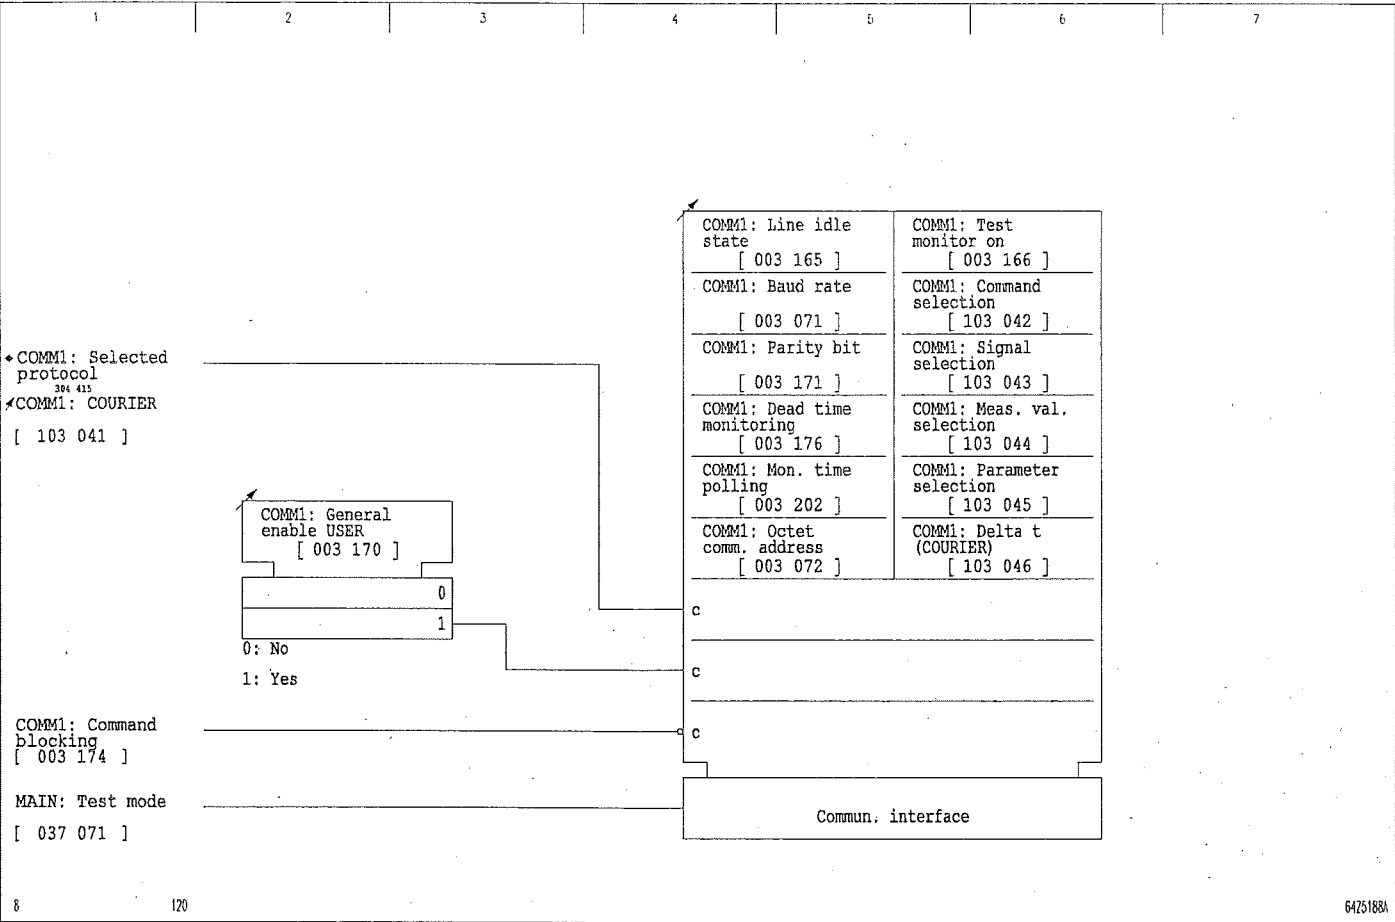 1 2 3 4 5 6 7
COMM1: Line idle
state
[ 003 165 ]
COMM1: Test
monitor on
[ 003 166 ]
COMM1: Baud rate
[ 003 071 ]
COMM1: Command
selection
[ 103 042 ]
COMM1: Parity bit
[ 003 171 ]
COMM1: Signal
selection
[ 103 043 ]
COMM1: Dead time
monitoring
[ 003 176 ]
COMM1: Meas. val.
selection
[ 103 044 ]
COMM1: Mon. time
polling
[ 003 202 ]
COMM1: Parameter
selection
[ 103 045 ]
COMM1: Octet
comm. address
[ 003 072 ]
COMM1: Delta t
(COURIER)
[ 103 046 ]
COMM1: Selected
protocol
304 415
COMM1: COURIER
[ 103 041 ]
COMM1: General
enable USER
[ 003 170 ]
0
1
0: No
1: Yes
c
c
c
COMM1: Command
blocking
[ 003 174 ]
MAIN: Test mode
[ 037 071 ]
Commun. interface
8 120 64Z5188A